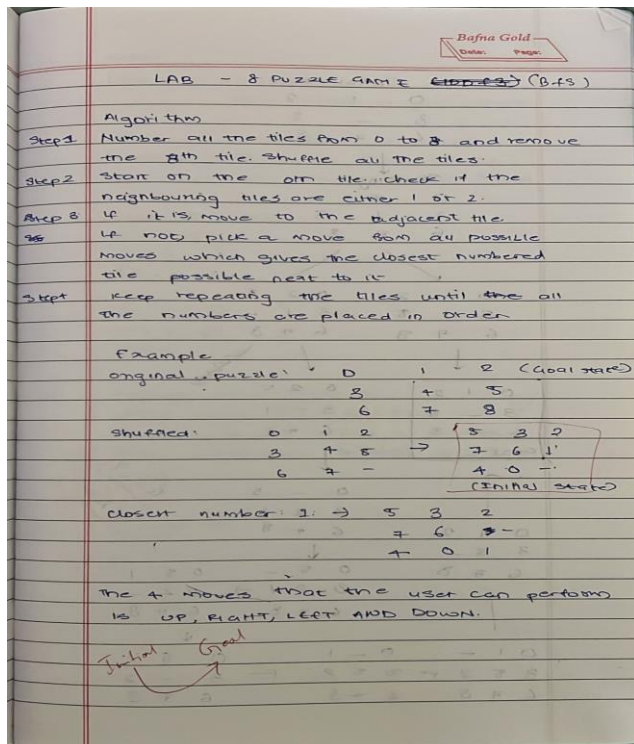 Bafna Gold
Date: Page:
LAB - 8 PUZZLE GAME (BFS)
Algorithm
Step 1 Number all the tiles from 0 to 8 and remove
the 8th tile. Shuffle all the tiles.
Step 2 Start on the 0th tile. check if the
neighbouring tiles are either 1 or 2.
Step 3 If it is, move to the adjacent tile
If not, pick a move from all possible
moves which gives the closest numbered
tile possible next to it
Step 4 Keep repeating the tiles until all
the numbers are placed in order
Example
original puzzle: 0 1 2 (Goal state)
3 4 5
6 7 8
Shuffled: 0 1 2 5 3 2
3 4 5 → 7 6 1
6 7 - 4 0 -
(Initial state)
closest number: 1: → 5 3 2
7 6 -
4 0 1
The 4 moves that the user can perform
is UP, RIGHT, LEFT AND DOWN.
Initial Goal